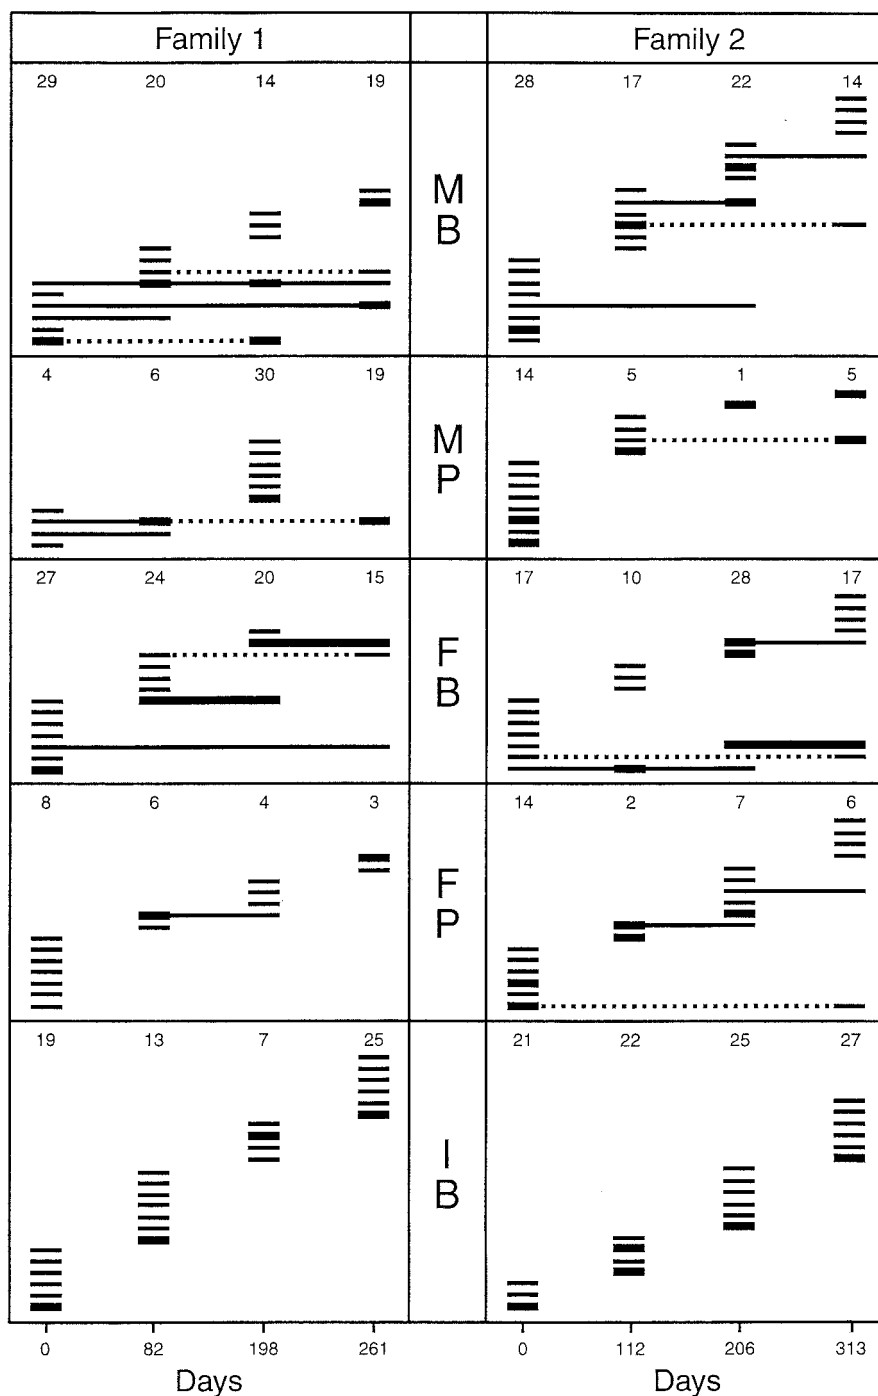 Family 1 Family 2
29 20 14 19 28 17 22 14
M
B
4 6 30 19 14 5 1 5
M
P
27 24 20 15 17 10 28 17
F
B
8 6 4 3 14 2 7 6
F
P
19 13 7 25 21 22 25 27
I
B
0 82 198 261 0 112 206 313
Days Days